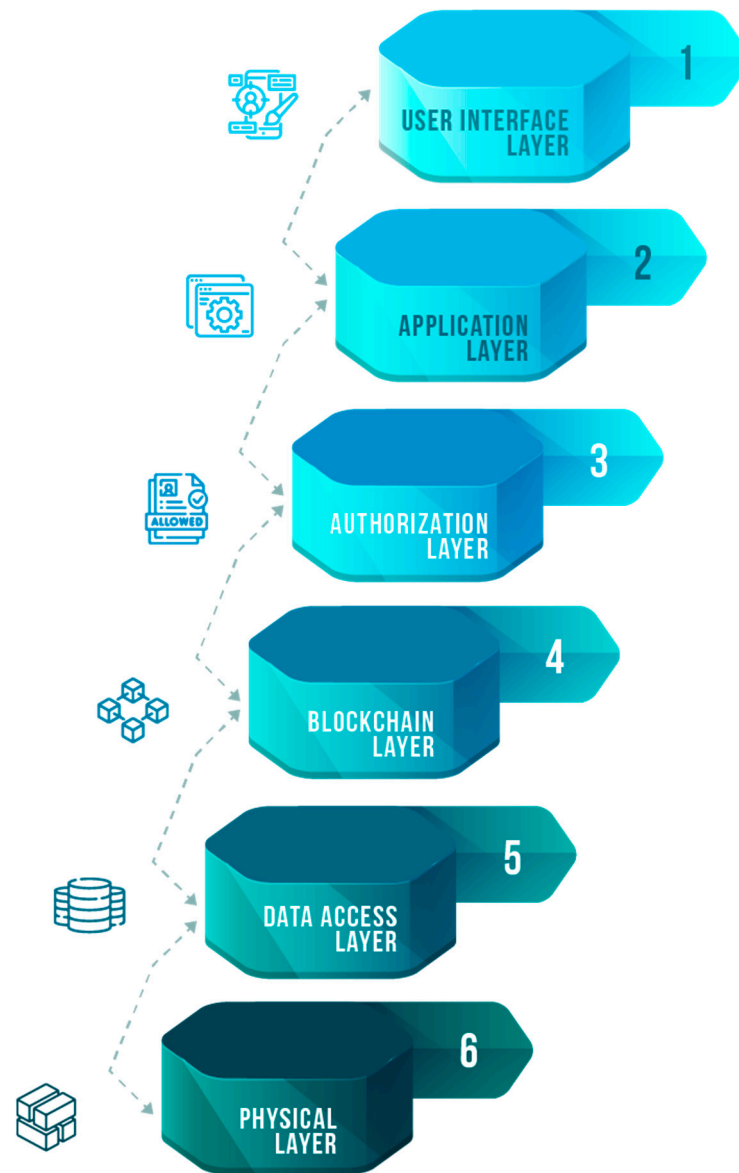 1
USER INTERFACE
LAYER
2
APPLICATION
LAYER
3
AUTHORIZATION
LAYER
ALLOWED
4
BLOCKCHAIN
LAYER
5
DATA ACCESS
LAYER
6
PHYSICAL
LAYER